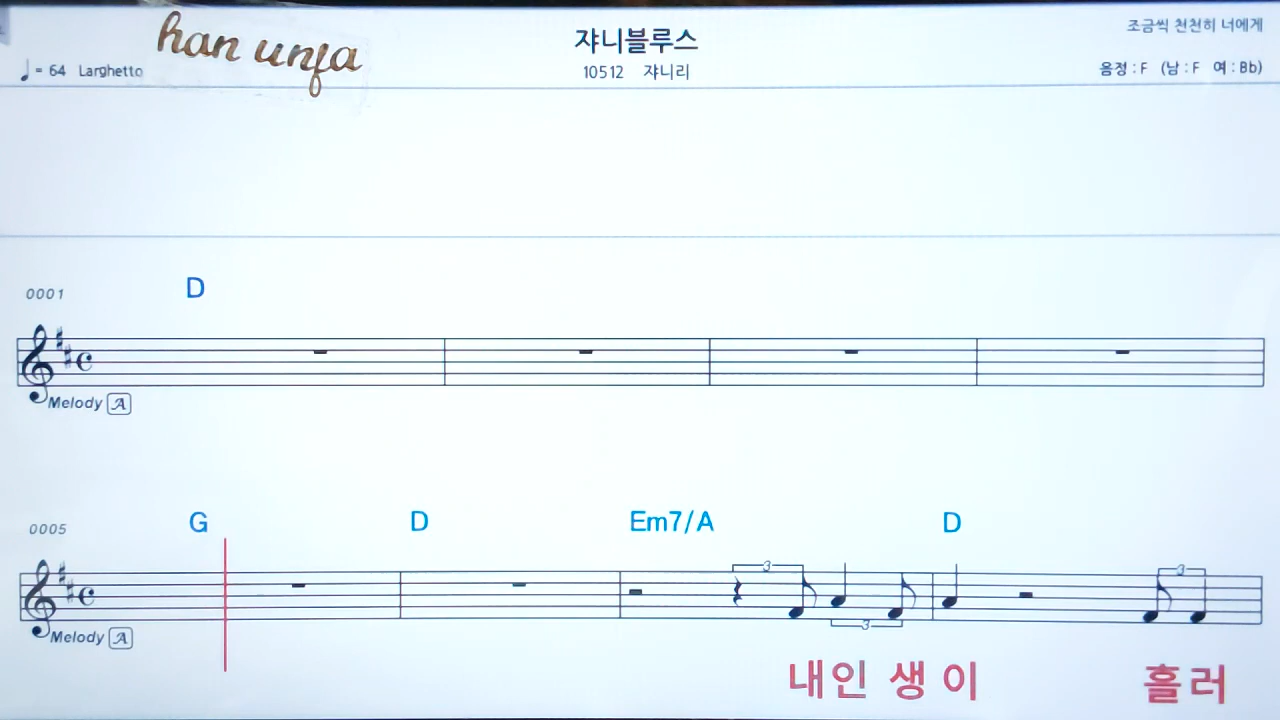 han unfa
쟈니블루스
조금씩 천천히 너에게
♩= 64 Larghetto
10512 쟈니리
음정 : F (남 : F 여 : Bb)
0001
D
Melody A
0005
G D Em7/A D
3 3 3
Melody A
내인 생 이 흘러